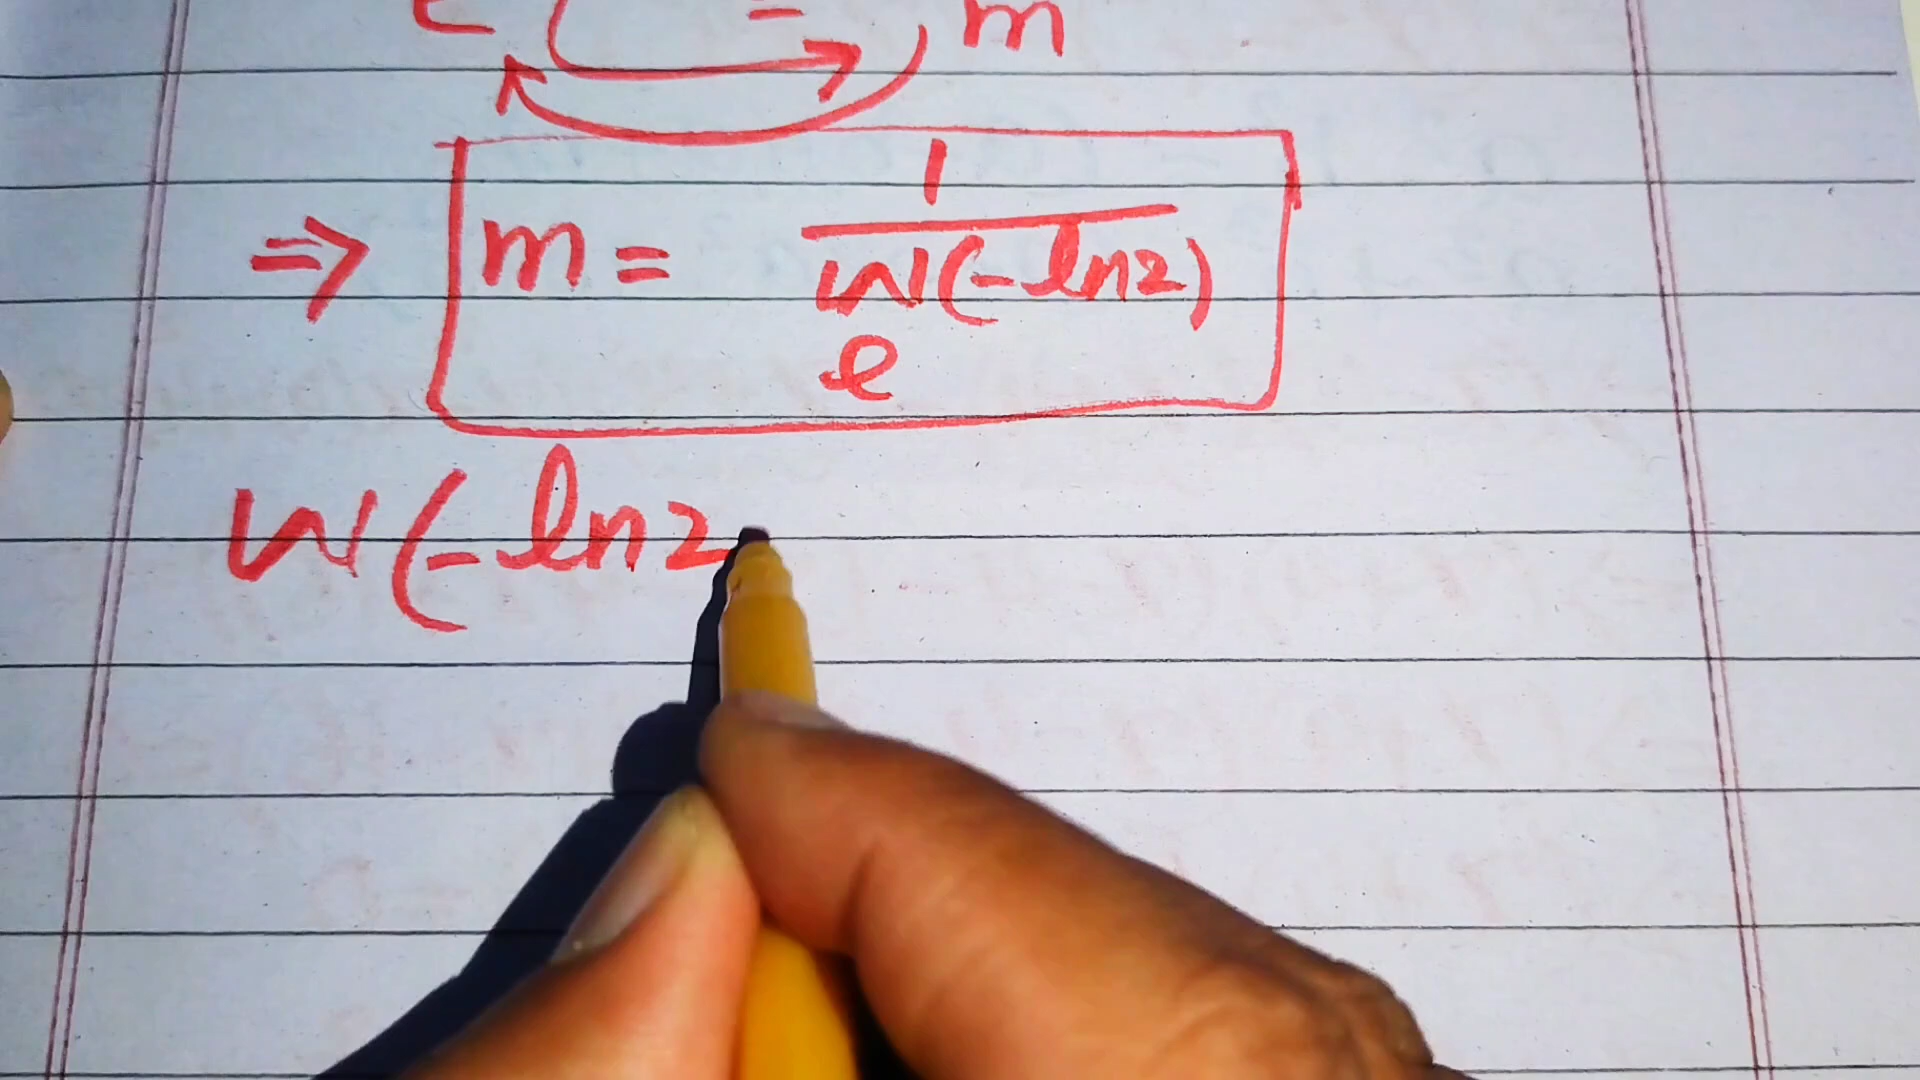 = m
⇒ m = 1/e^W(-ln2)
W(-ln2